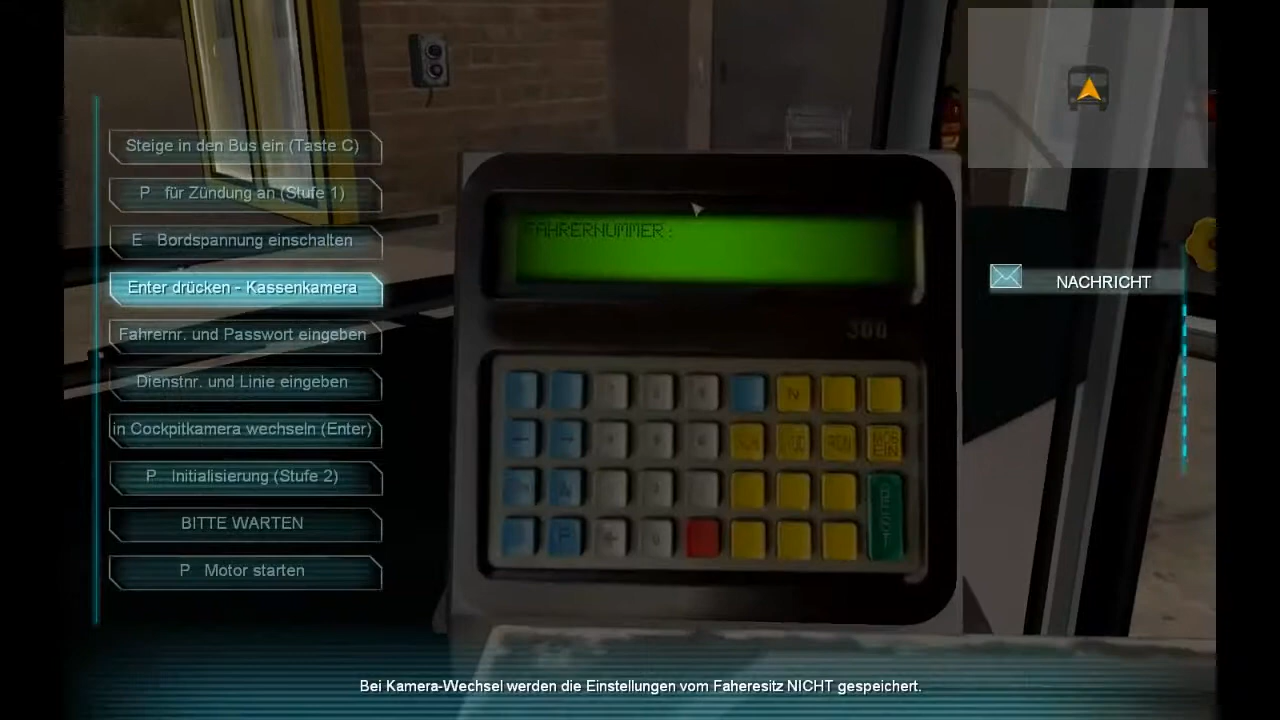 Steige in den Bus ein (Taste C)
P für Zündung an (Stufe 1)
E Bordspannung einschalten
Enter drücken - Kassenkamera
Fahrernr. und Passwort eingeben
Dienstnr. und Linie eingeben
in Cockpitkamera wechseln (Enter)
P Initialisierung (Stufe 2)
BITTE WARTEN
P Motor starten
FAHRERNUMMER:
300
NACHRICHT
Bei Kamera-Wechsel werden die Einstellungen vom Faheresitz NICHT gespeichert.